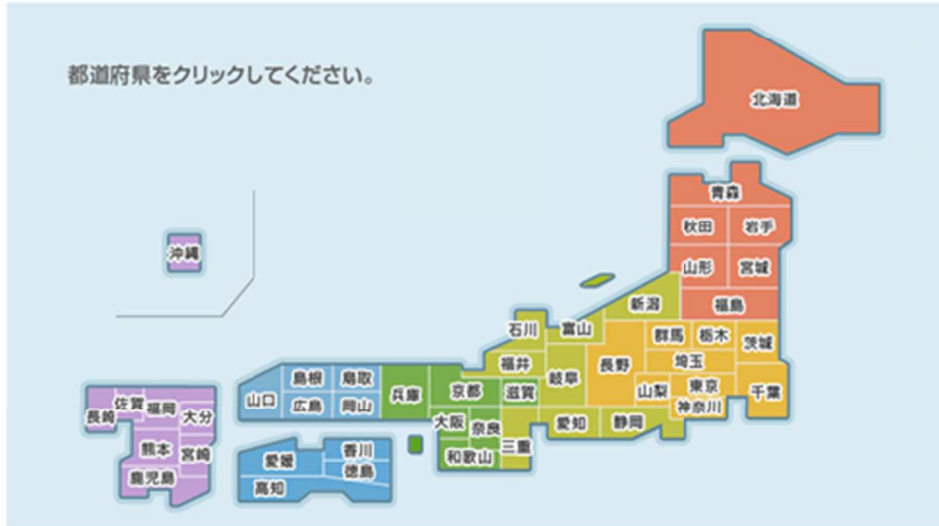 都道府県をクリックしてください。
北海道
青森
秋田 岩手
沖縄
山形 宮城
新潟 福島
石川 富山 群馬 栃木 茨城
福井 岐阜 長野 埼玉
島根 鳥取 兵庫 京都 滋賀 山梨 東京 千葉
山口 広島 岡山 神奈川
長崎 佐賀 福岡 大分 大阪 奈良 愛知 静岡
熊本 宮崎 愛媛 香川 和歌山 三重
鹿児島 高知 徳島